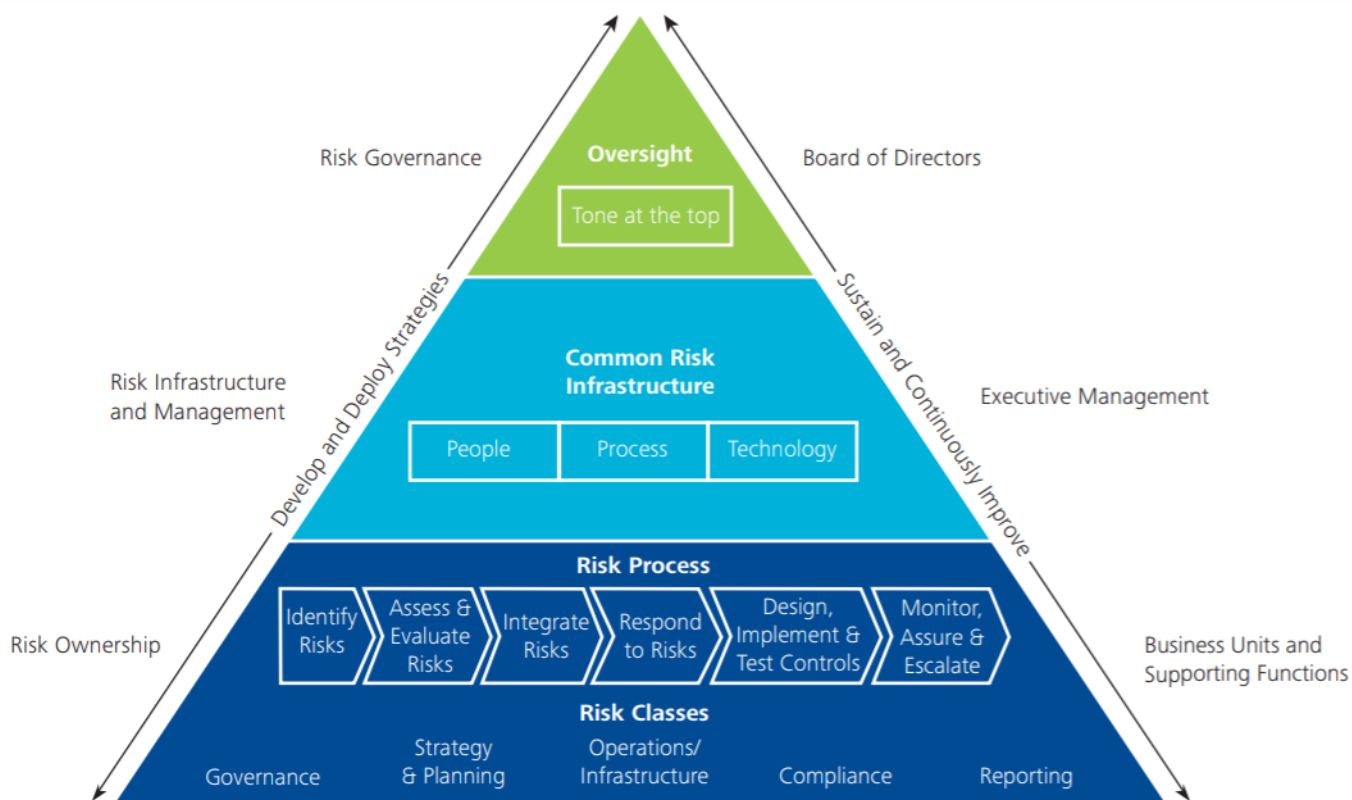 Risk Governance
Oversight
Board of Directors
Tone at the top
Develop and Deploy Strategies
Sustain and Continuously Improve
Risk Infrastructure
and Management
Common Risk
Infrastructure
Executive Management
People
Process
Technology
Risk Ownership
Risk Process
Identify
Risks
Assess &
Evaluate
Risks
Integrate
Risks
Respond
to Risks
Design,
Implement &
Test Controls
Monitor,
Assure &
Escalate
Business Units and
Supporting Functions
Risk Classes
Governance
Strategy
& Planning
Operations/
Infrastructure
Compliance
Reporting